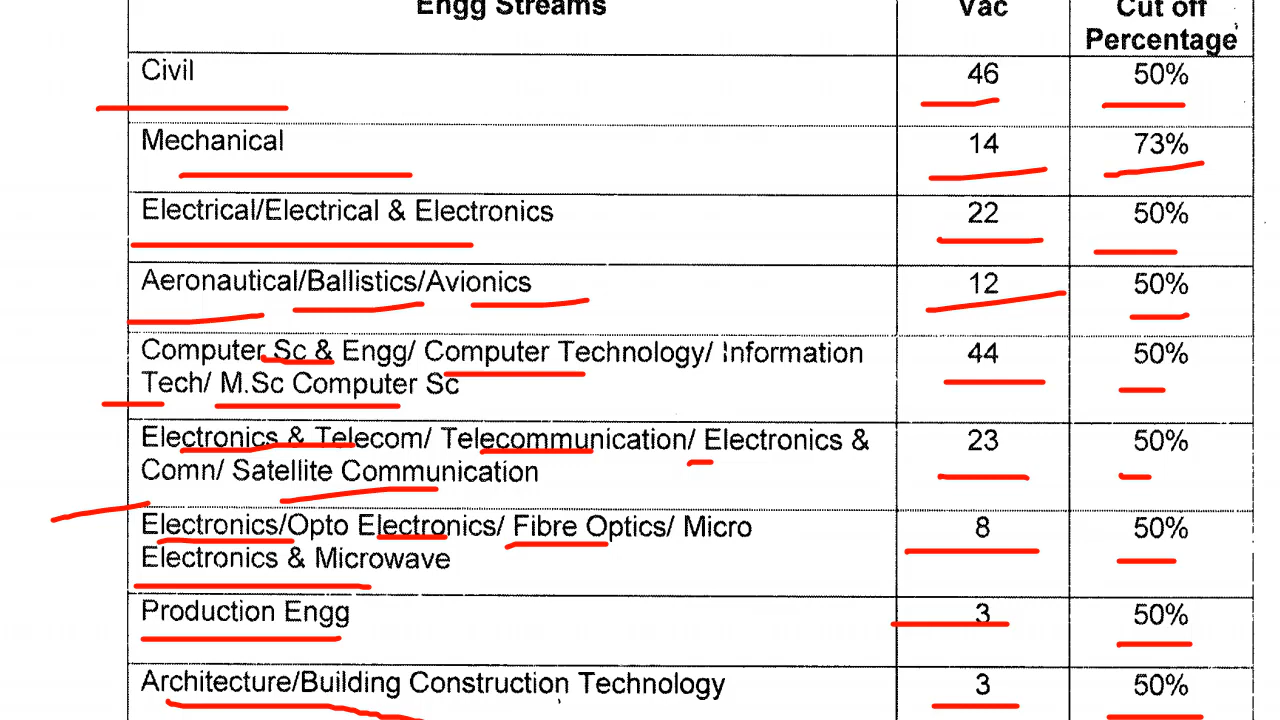 Engg Streams Vac Cut off
Percentage
Civil 46 50%
Mechanical 14 73%
Electrical/Electrical & Electronics 22 50%
Aeronautical/Ballistics/Avionics 12 50%
Computer Sc & Engg/ Computer Technology/ Information 44 50%
Tech/ M.Sc Computer Sc
Electronics & Telecom/ Telecommunication/ Electronics & 23 50%
Comn/ Satellite Communication
Electronics/Opto Electronics/ Fibre Optics/ Micro 8 50%
Electronics & Microwave
Production Engg 3 50%
Architecture/Building Construction Technology 3 50%